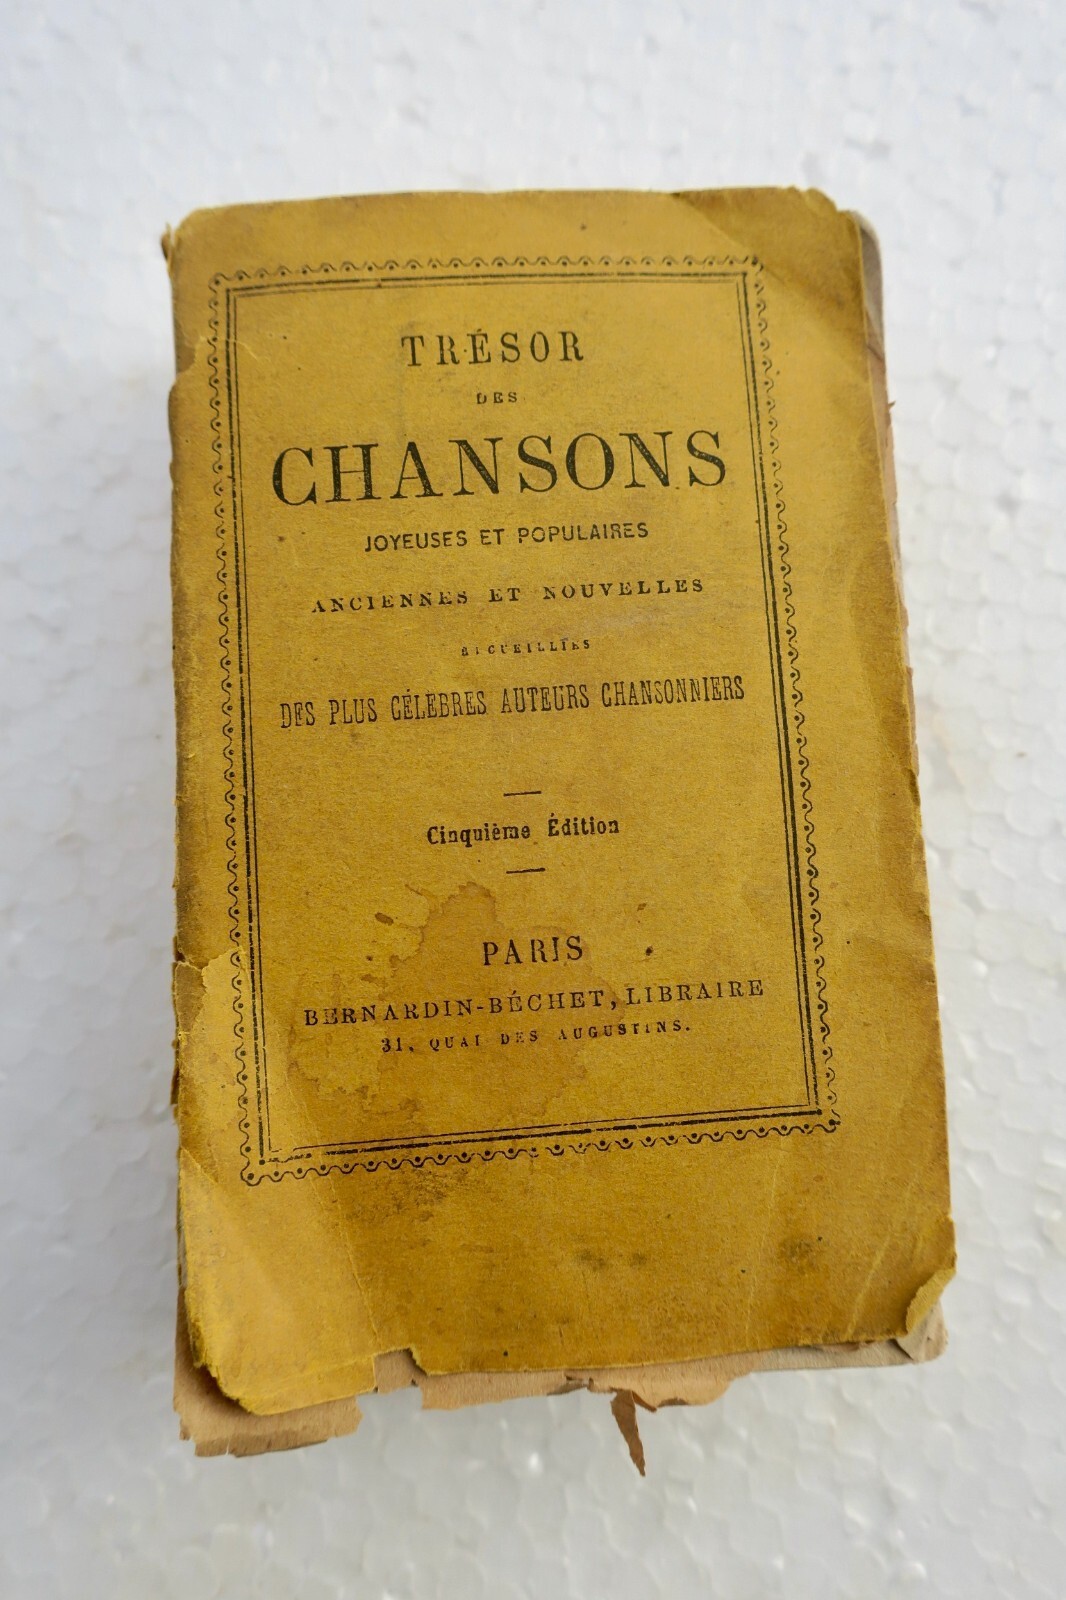 TRÉSOR
DES
CHANSONS
JOYEUSES ET POPULAIRES
ANCIENNES ET NOUVELLES
RECUEILLIES
DES PLUS CÉLÈBRES AUTEURS CHANSONNIERS
Cinquième Édition
PARIS
BERNARDIN-BÉCHET, LIBRAIRE
31, QUAI DES AUGUSTINS.